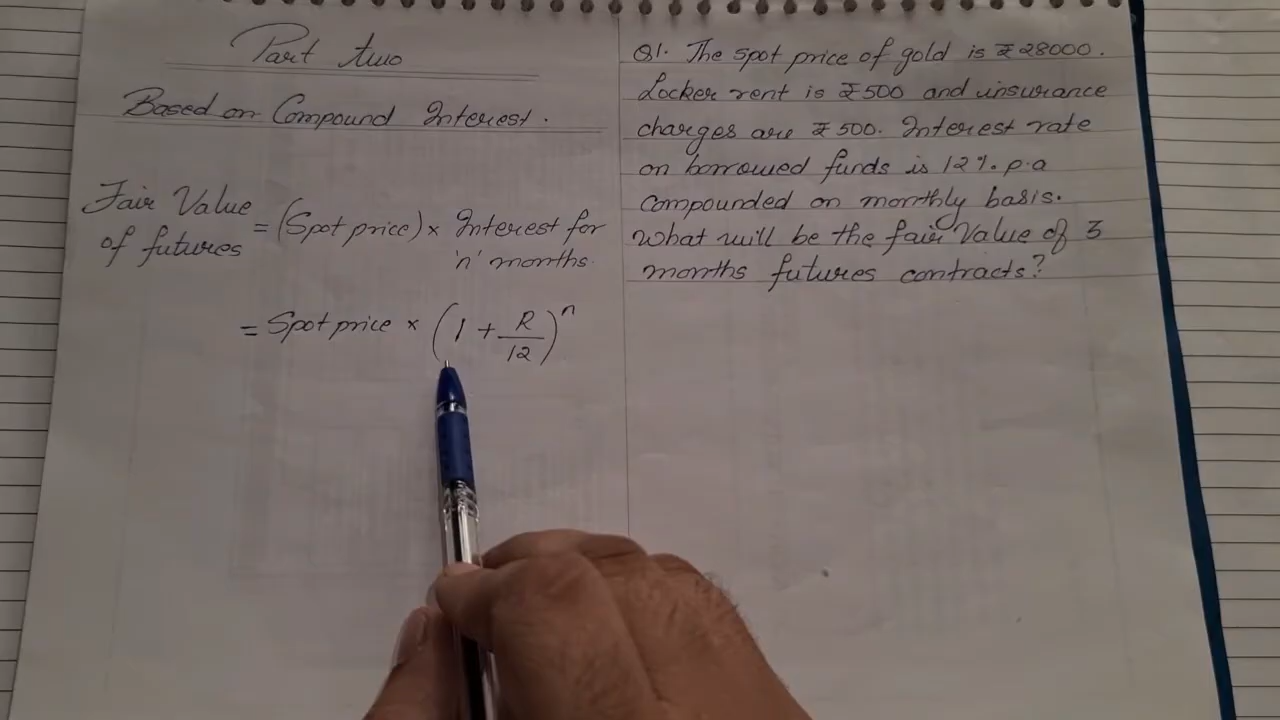 Part two
Based on Compound Interest.
Fair Value of futures = (Spot price) × Interest for 'n' months.
= Spot price × (1 + R/12)^n
Q1. The spot price of gold is ₹28000.
Locker rent is ₹500 and insurance
charges are ₹500. Interest rate
on borrowed funds is 12%. p.a
compounded on monthly basis.
What will be the fair Value of 3
months futures contracts?